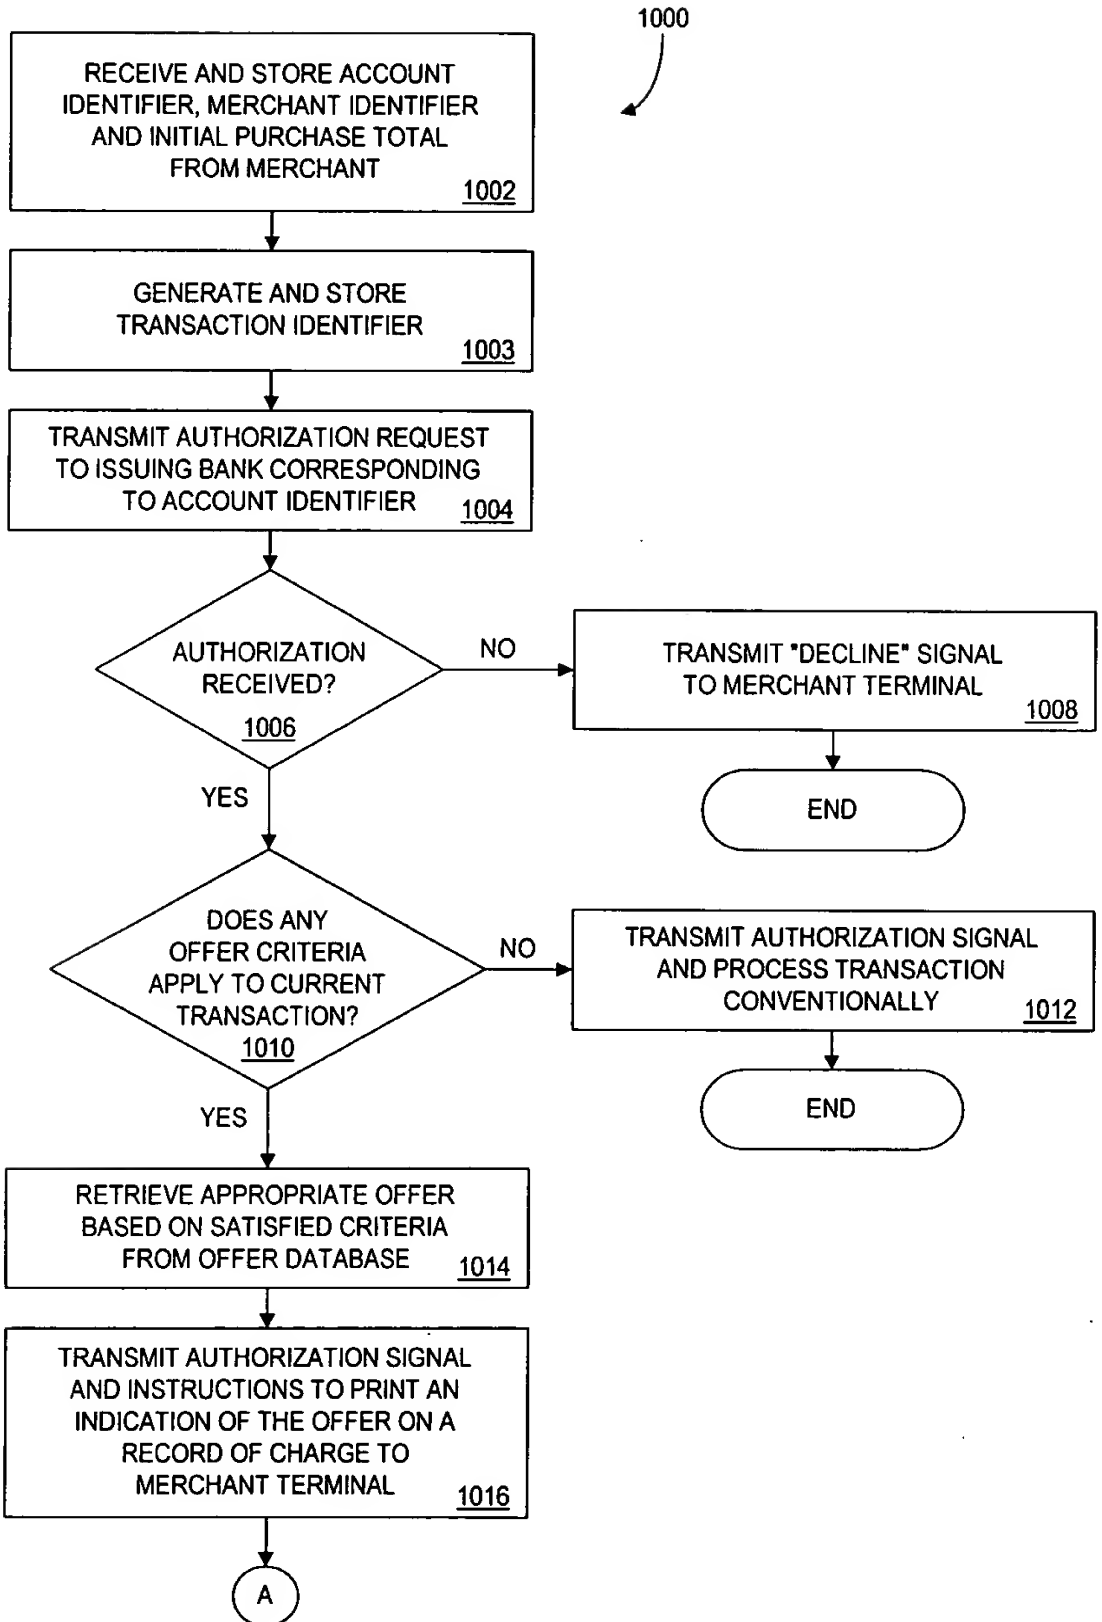 1000
RECEIVE AND STORE ACCOUNT
IDENTIFIER, MERCHANT IDENTIFIER
AND INITIAL PURCHASE TOTAL
FROM MERCHANT
1002
GENERATE AND STORE
TRANSACTION IDENTIFIER
1003
TRANSMIT AUTHORIZATION REQUEST
TO ISSUING BANK CORRESPONDING
TO ACCOUNT IDENTIFIER
1004
AUTHORIZATION
RECEIVED?
1006
NO
TRANSMIT "DECLINE" SIGNAL
TO MERCHANT TERMINAL
1008
END
YES
DOES ANY
OFFER CRITERIA
APPLY TO CURRENT
TRANSACTION?
1010
NO
TRANSMIT AUTHORIZATION SIGNAL
AND PROCESS TRANSACTION
CONVENTIONALLY
1012
END
YES
RETRIEVE APPROPRIATE OFFER
BASED ON SATISFIED CRITERIA
FROM OFFER DATABASE
1014
TRANSMIT AUTHORIZATION SIGNAL
AND INSTRUCTIONS TO PRINT AN
INDICATION OF THE OFFER ON A
RECORD OF CHARGE TO
MERCHANT TERMINAL
1016
A